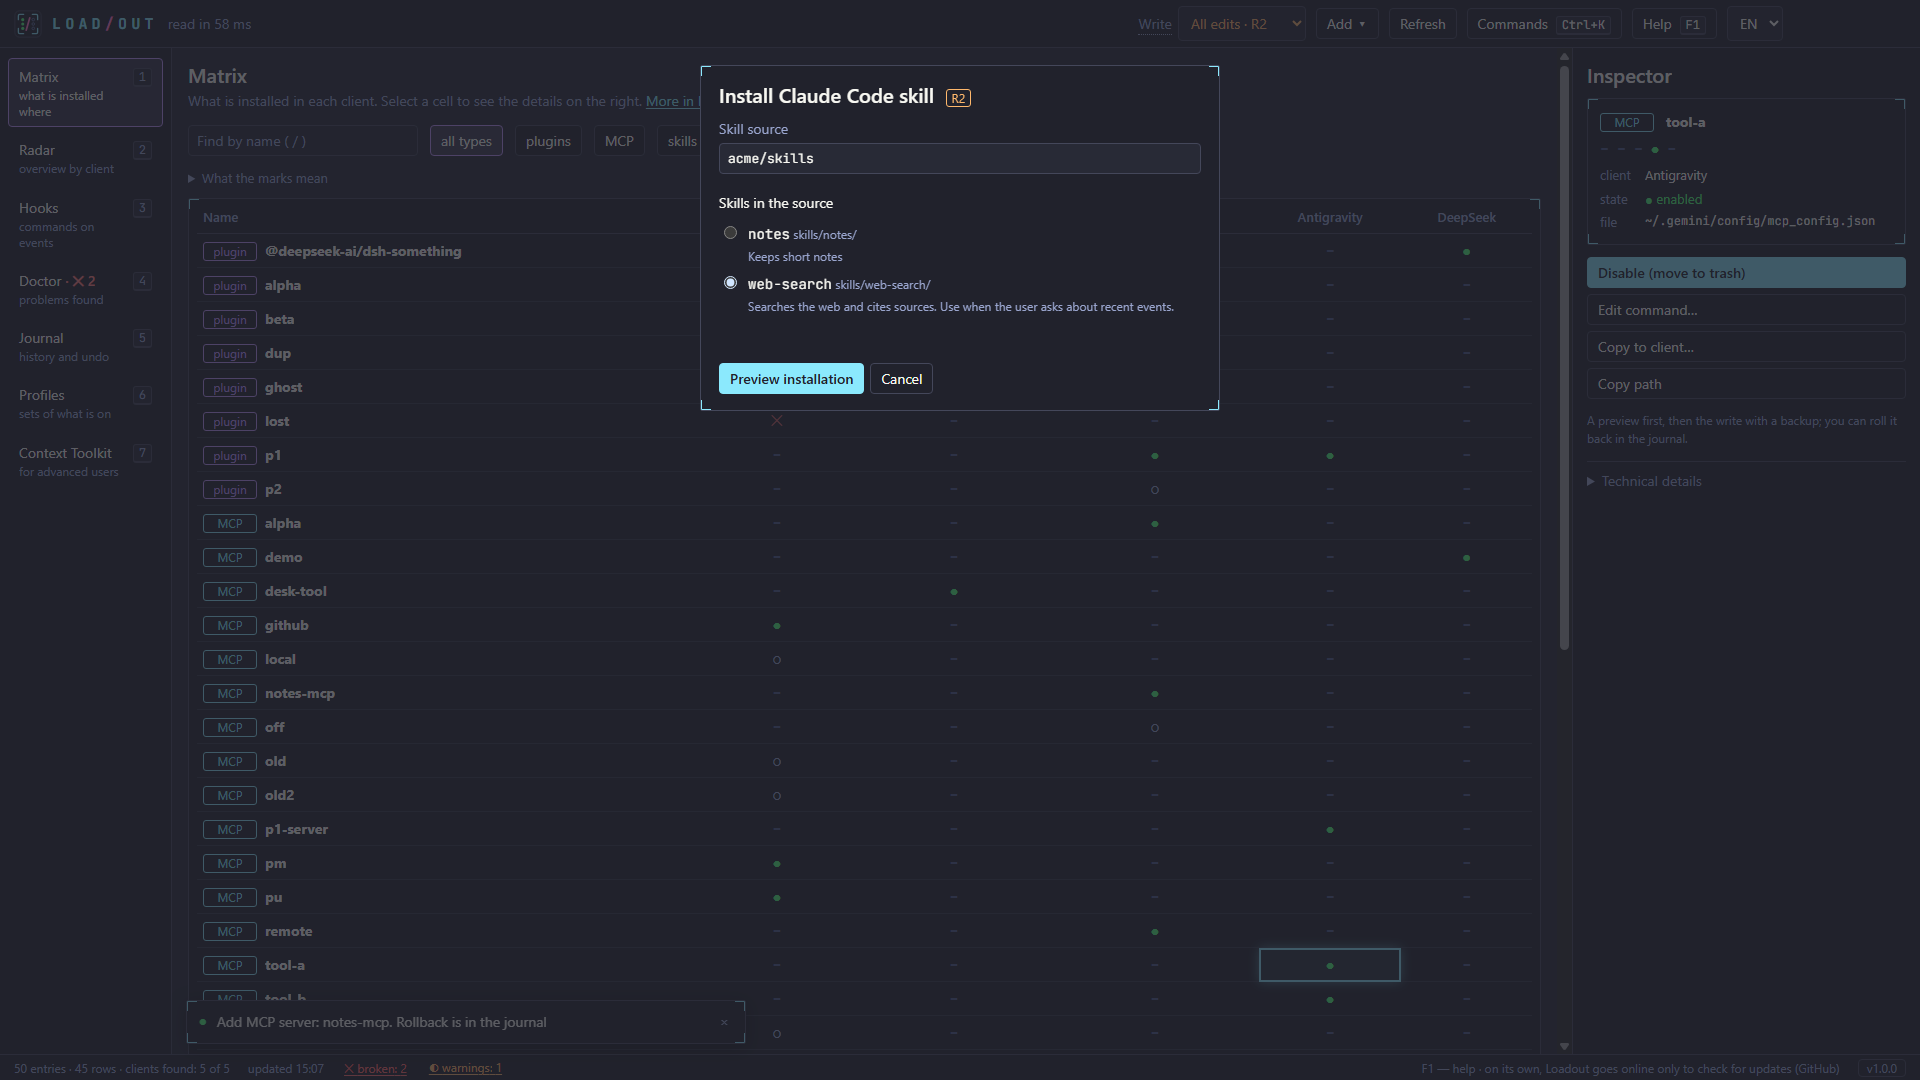 LOAD/OUT read in 58 ms Write All edits · R2 Add ▾ Refresh Commands Ctrl+K Help F1 EN
Matrix 1
what is installed
where
Radar 2
overview by client
Hooks 3
commands on
events
Doctor · ✕ 2 4
problems found
Journal 5
history and undo
Profiles 6
sets of what is on
Context Toolkit 7
for advanced users
Matrix
What is installed in each client. Select a cell to see the details on the right. More in
Find by name ( / ) all types plugins MCP skills
▶ What the marks mean
Name Antigravity DeepSeek
plugin @deepseek-ai/dsh-something
plugin alpha
plugin beta
plugin dup
plugin ghost
plugin lost
plugin p1
plugin p2
MCP alpha
MCP demo
MCP desk-tool
MCP github
MCP local
MCP notes-mcp
MCP off
MCP old
MCP old2
MCP p1-server
MCP pm
MCP pu
MCP remote
MCP tool-a
MCP tool-b
Install Claude Code skill R2
Skill source
acme/skills
Skills in the source
notes skills/notes/
Keeps short notes
web-search skills/web-search/
Searches the web and cites sources. Use when the user asks about recent events.
Preview installation Cancel
Inspector
MCP tool-a
client Antigravity
state ● enabled
file ~/.gemini/config/mcp_config.json
Disable (move to trash)
Edit command...
Copy to client...
Copy path
A preview first, then the write with a backup; you can roll it
back in the journal.
▶ Technical details
Add MCP server: notes-mcp. Rollback is in the journal ×
50 entries · 45 rows · clients found: 5 of 5 updated 15:07 ✕ broken: 2 ◐ warnings: 1 F1 — help · on its own, Loadout goes online only to check for updates (GitHub) v1.0.0